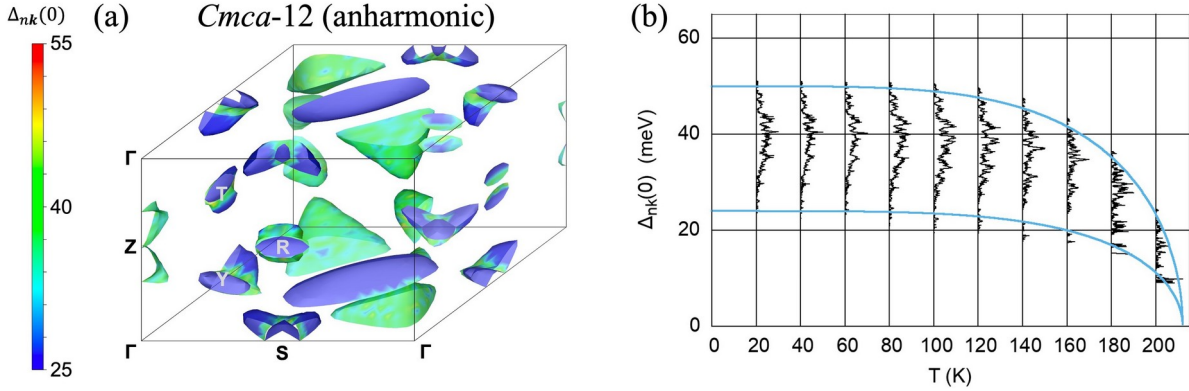 Δnk(0)
(a) Cmca-12 (anharmonic)
55
40
25
Γ
T
Z
R
Y
Γ
S
Γ
(b)
60
40
20
0
Δnk(0) (meV)
0 20 40 60 80 100 120 140 160 180 200
T (K)